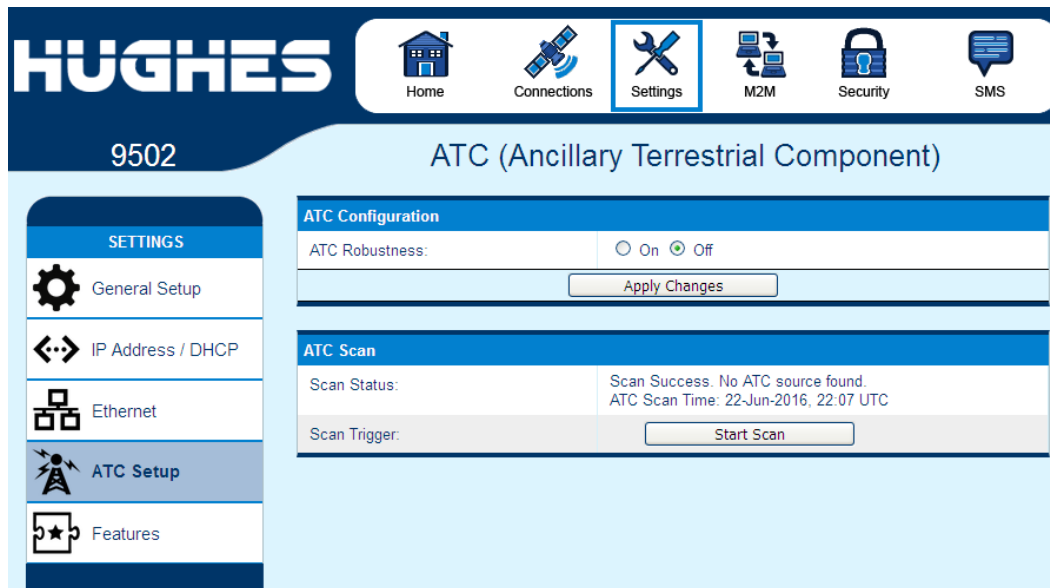 HUGHES
Home
Connections
Settings
M2M
Security
SMS
9502
ATC (Ancillary Terrestrial Component)
SETTINGS
General Setup
IP Address / DHCP
Ethernet
ATC Setup
Features
ATC Configuration
ATC Robustness: On Off
Apply Changes
ATC Scan
Scan Status: Scan Success. No ATC source found.
ATC Scan Time: 22-Jun-2016, 22:07 UTC
Scan Trigger: Start Scan